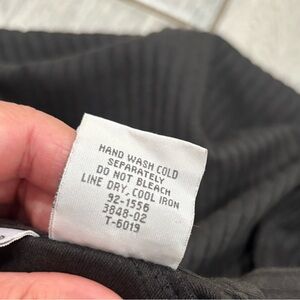 HAND WASH COLD
SEPARATELY
DO NOT BLEACH
LINE DRY, COOL IRON
92-1556
3848-02
T-6019